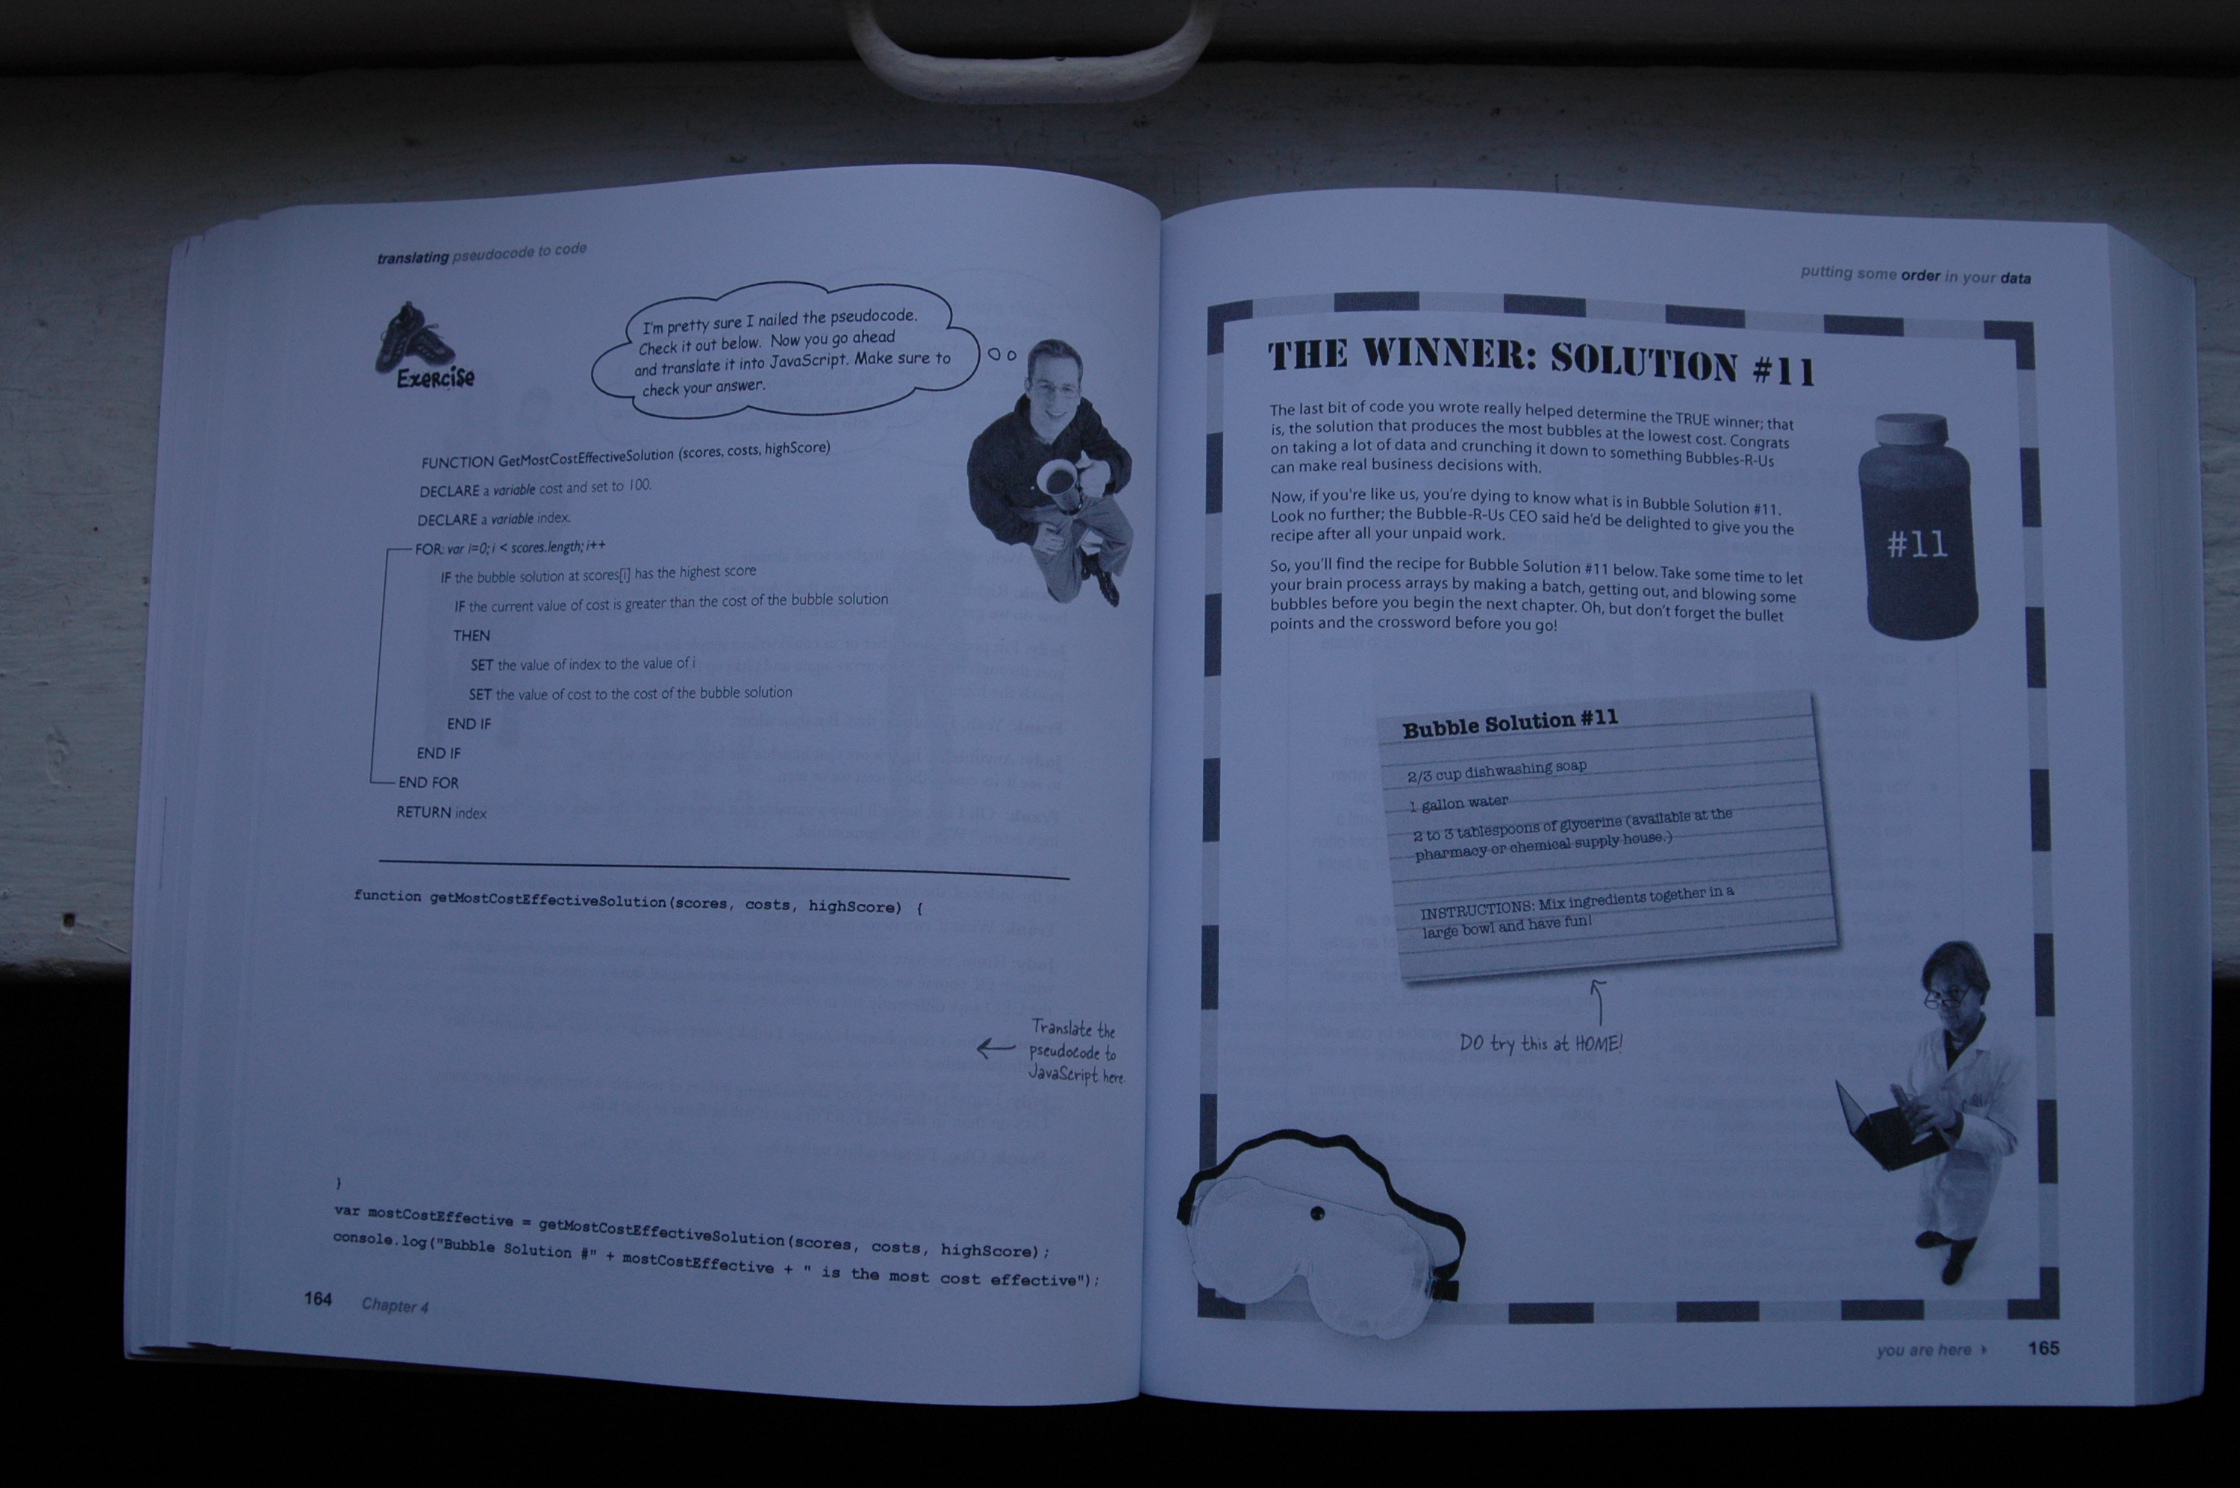 translating pseudocode to code
Exercise
I'm pretty sure I nailed the pseudocode.
Check it out below. Now you go ahead
and translate it into JavaScript. Make sure to
check your answer.
FUNCTION GetMostCostEffectiveSolution (scores, costs, highScore)
DECLARE a variable cost and set to 100.
DECLARE a variable index.
FOR: var i=0; i < scores.length; i++
IF the bubble solution at scores[i] has the highest score
IF the current value of cost is greater than the cost of the bubble solution
THEN
SET the value of index to the value of i
SET the value of cost to the cost of the bubble solution
END IF
END IF
END FOR
RETURN index
function getMostCostEffectiveSolution(scores, costs, highScore) {
Translate the
pseudocode to
JavaScript here.
}
var mostCostEffective = getMostCostEffectiveSolution(scores, costs, highScore);
console.log("Bubble Solution #" + mostCostEffective + " is the most cost effective");
164 Chapter 4
putting some order in your data
THE WINNER: SOLUTION #11
The last bit of code you wrote really helped determine the TRUE winner; that
is, the solution that produces the most bubbles at the lowest cost. Congrats
on taking a lot of data and crunching it down to something Bubbles-R-Us
can make real business decisions with.
Now, if you're like us, you're dying to know what is in Bubble Solution #11.
Look no further; the Bubble-R-Us CEO said he'd be delighted to give you the
recipe after all your unpaid work.
So, you'll find the recipe for Bubble Solution #11 below. Take some time to let
your brain process arrays by making a batch, getting out, and blowing some
bubbles before you begin the next chapter. Oh, but don't forget the bullet
points and the crossword before you go!
#11
Bubble Solution #11
2/3 cup dishwashing soap
1 gallon water
2 to 3 tablespoons of glycerine (available at the
pharmacy or chemical supply house.)
INSTRUCTIONS: Mix ingredients together in a
large bowl and have fun!
DO try this at HOME!
you are here 165